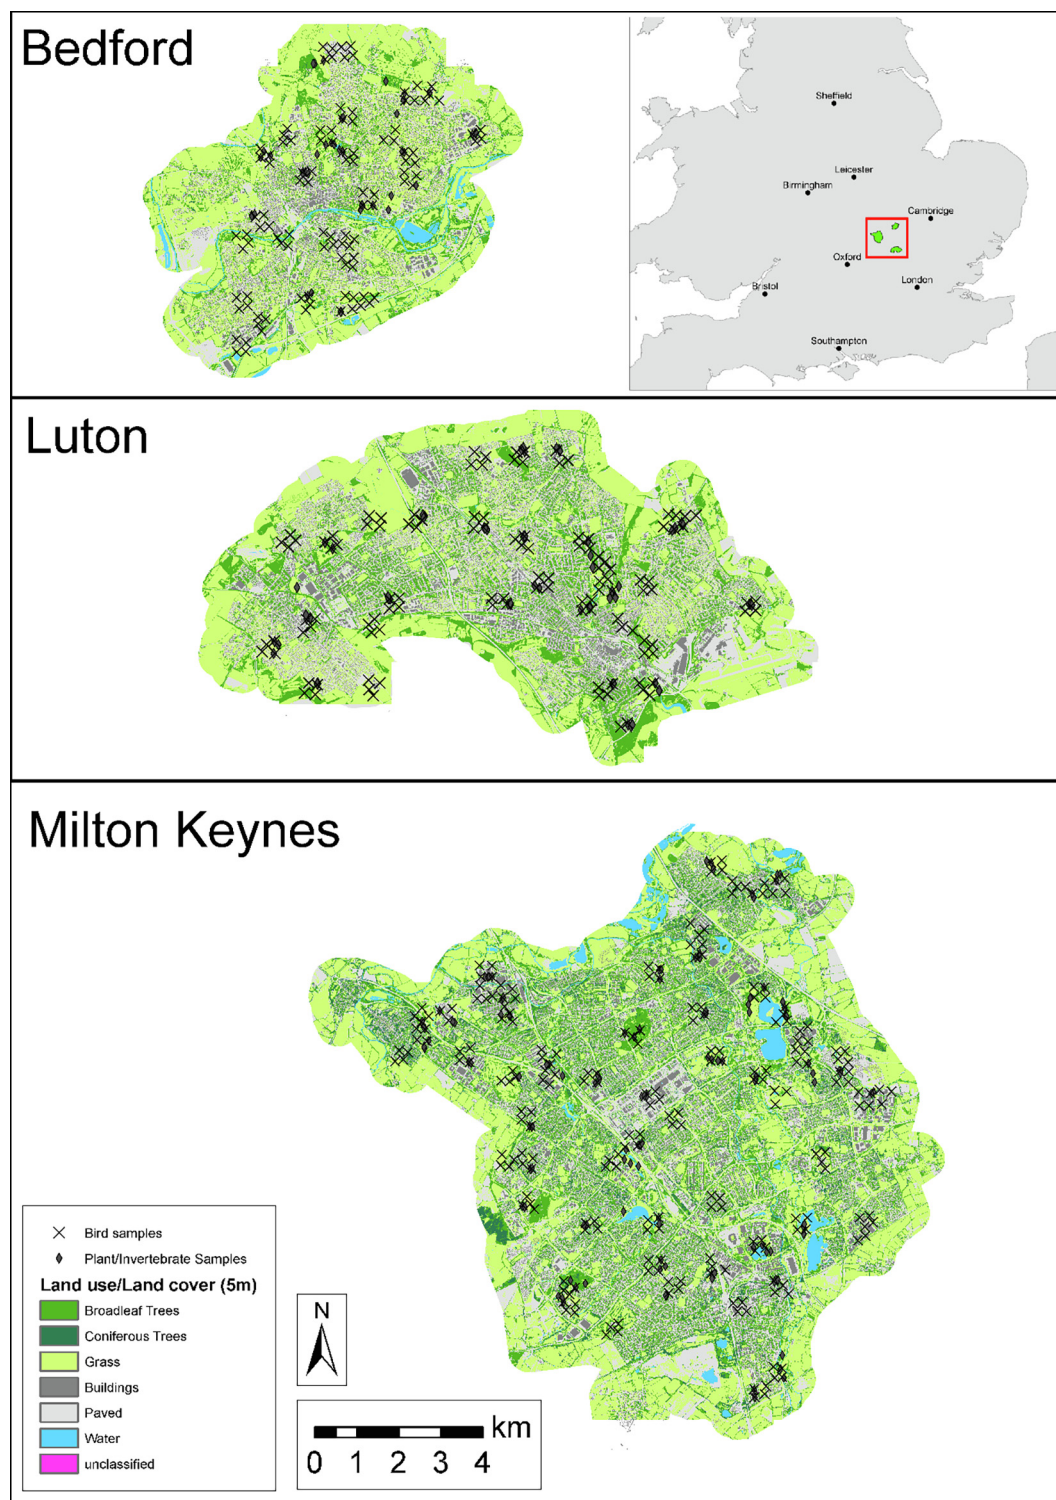 Bedford
Sheffield
Leicester
Birmingham
Cambridge
Oxford
London
Bristol
Southampton
Luton
Milton Keynes
Bird samples
Plant/Invertebrate Samples
Land use/Land cover (5m)
Broadleaf Trees
Coniferous Trees
Grass
Buildings
Paved
Water
unclassified
N
km
0 1 2 3 4